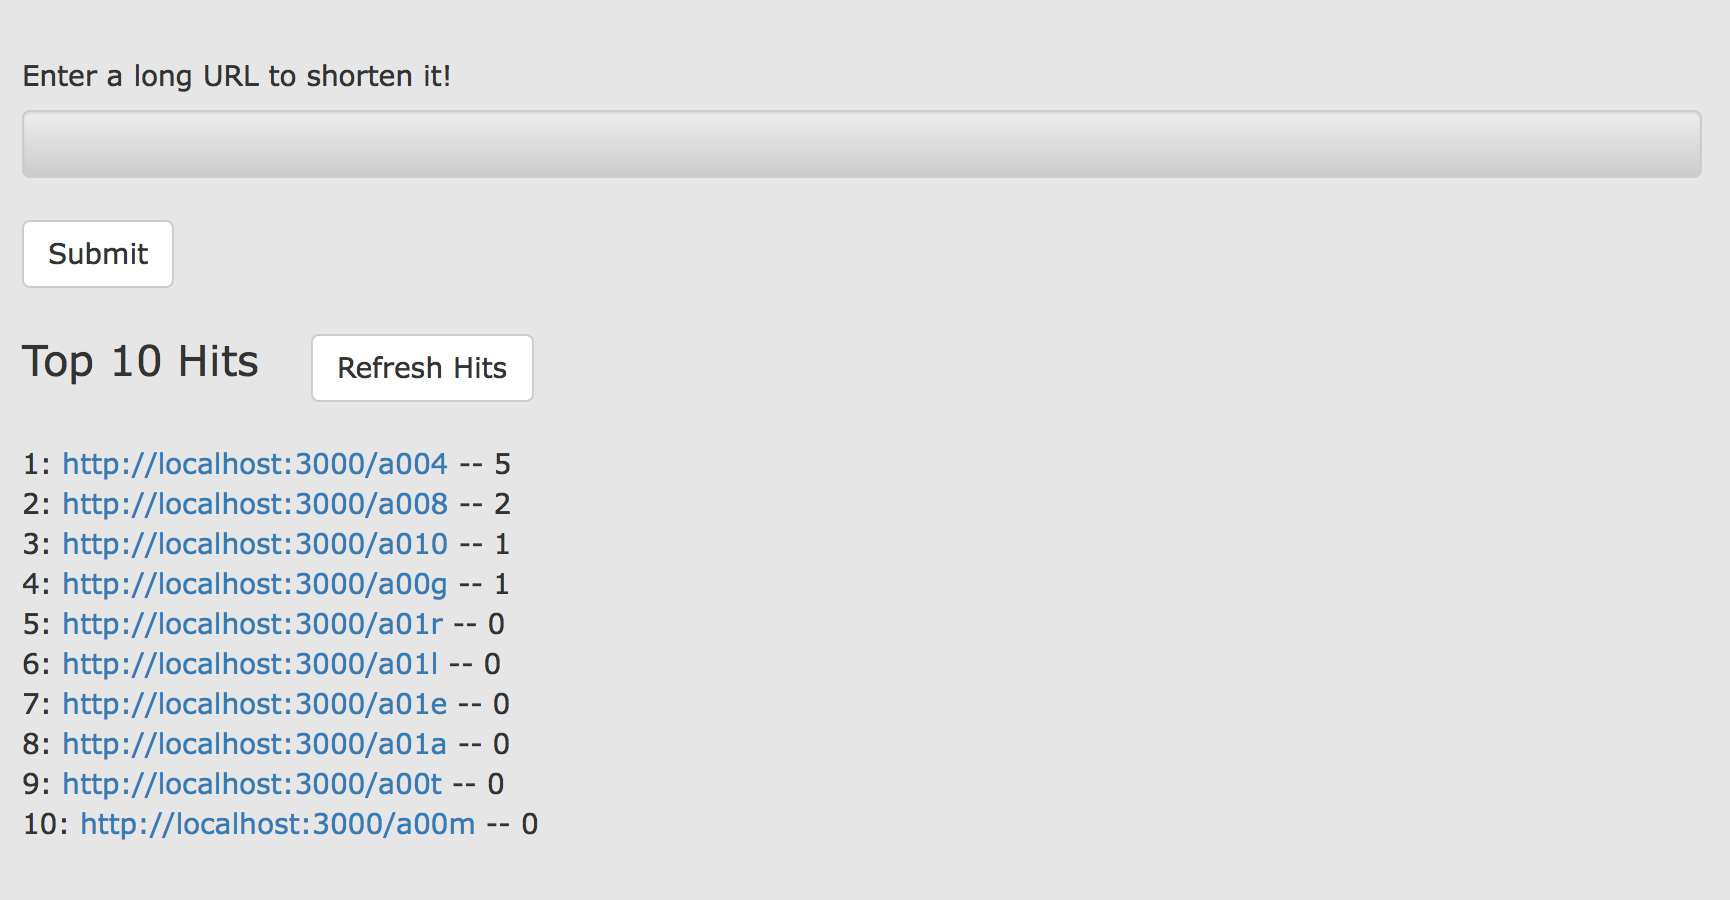 Enter a long URL to shorten it!
Submit
Top 10 Hits Refresh Hits
1: http://localhost:3000/a004 -- 5
2: http://localhost:3000/a008 -- 2
3: http://localhost:3000/a010 -- 1
4: http://localhost:3000/a00g -- 1
5: http://localhost:3000/a01r -- 0
6: http://localhost:3000/a01l -- 0
7: http://localhost:3000/a01e -- 0
8: http://localhost:3000/a01a -- 0
9: http://localhost:3000/a00t -- 0
10: http://localhost:3000/a00m -- 0